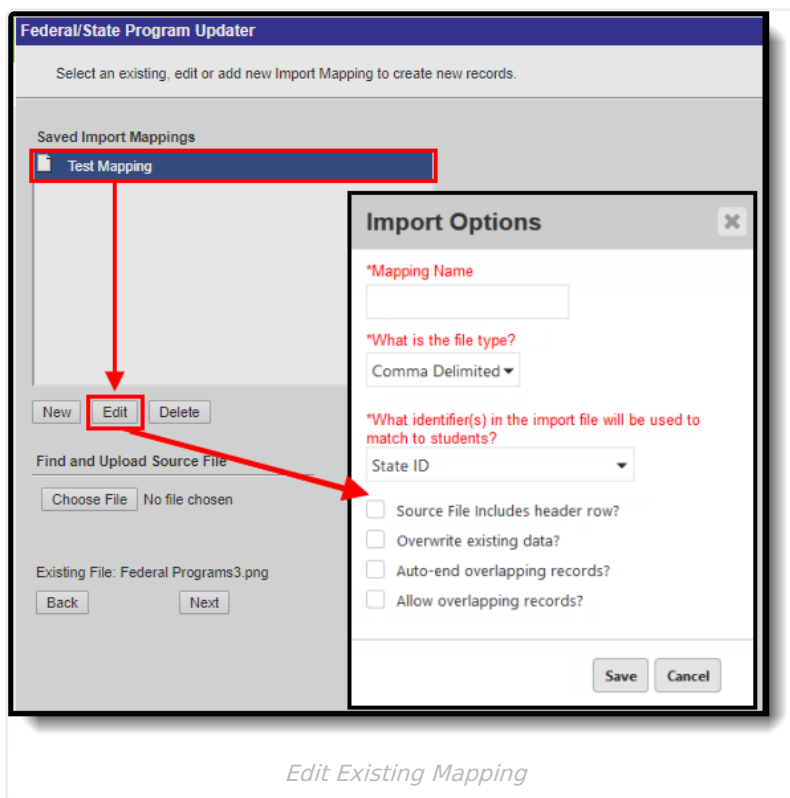 Federal/State Program Updater
Select an existing, edit or add new Import Mapping to create new records.
Saved Import Mappings
Test Mapping
New
Edit
Delete
Find and Upload Source File
Choose File No file chosen
Existing File: Federal Programs3.png
Back
Next
Import Options
*Mapping Name
*What is the file type?
Comma Delimited
*What identifier(s) in the import file will be used to
match to students?
State ID
Source File Includes header row?
Overwrite existing data?
Auto-end overlapping records?
Allow overlapping records?
Save
Cancel
Edit Existing Mapping